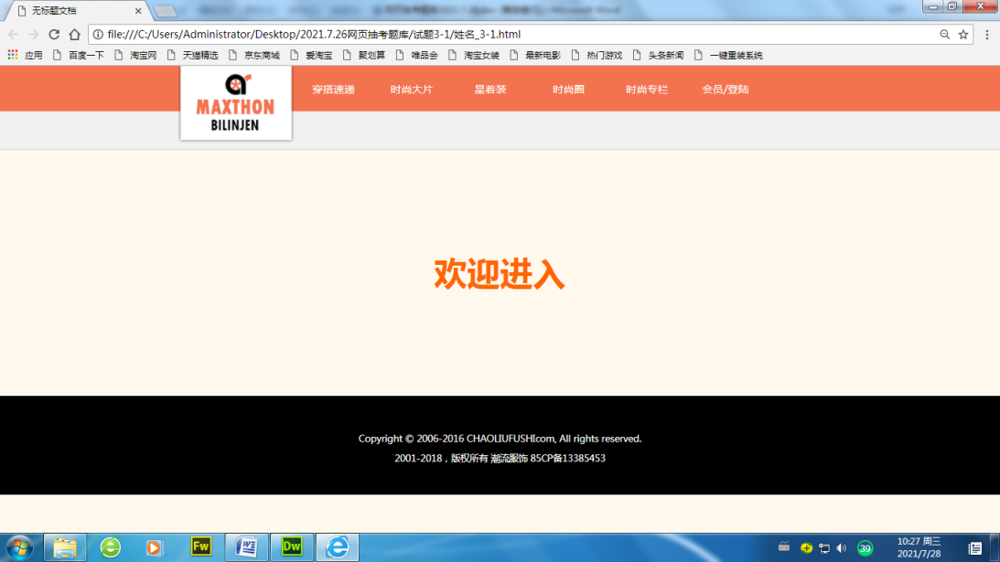 无标题文档
file:///C:/Users/Administrator/Desktop/2021.7.26网页抽考题库/试题3-1/姓名_3-1.html
应用 百度一下 淘宝网 天猫精选 京东商城 爱淘宝 聚划算 唯品会 淘宝女装 最新电影 热门游戏 头条新闻 一键重装系统
MAXTHON
BILINJEN
穿搭速递 时尚大片 星着装 时尚圈 时尚专栏 会员/登陆
欢迎进入
Copyright © 2006-2016 CHAOLIUFUSHIcom, All rights reserved.
2001-2018，版权所有 潮流服饰 85CP备13385453
Fw
W
Dw
39
10:27 周三
2021/7/28